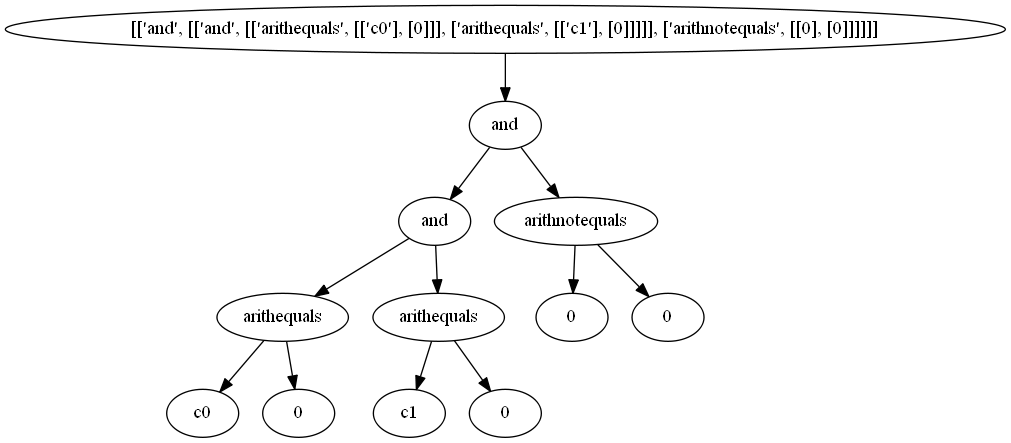 [['and', [['and', [['arithequals', [['c0'], [0]]], ['arithequals', [['c1'], [0]]]]], ['arithnotequals', [[0], [0]]]]]]
and
and
arithnotequals
arithequals
arithequals
0
0
c0
0
c1
0